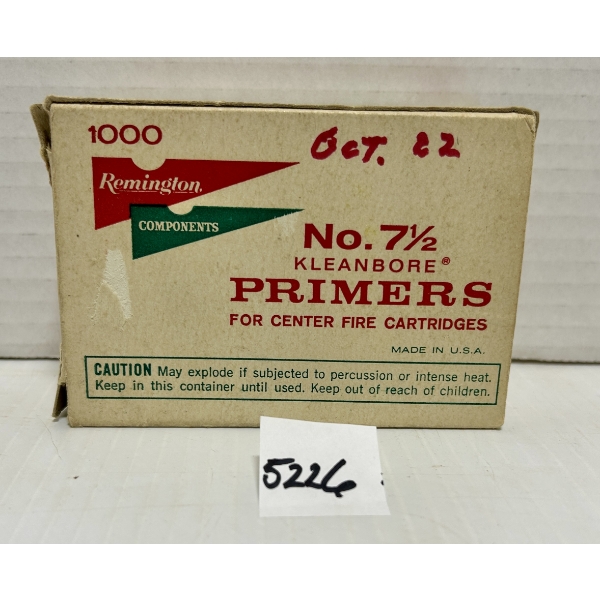 1000
Oct. 22
Remington
COMPONENTS
No. 7½
KLEANBORE®
PRIMERS
FOR CENTER FIRE CARTRIDGES
MADE IN U.S.A.
CAUTION May explode if subjected to percussion or intense heat.
Keep in this container until used. Keep out of reach of children.
5226